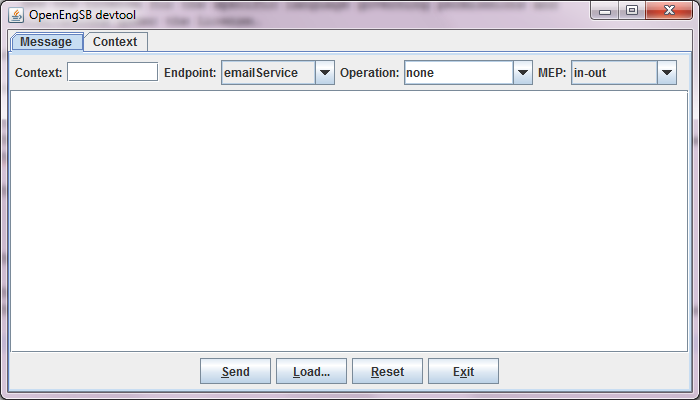 OpenEngSB devtool
Message Context
Context: Endpoint: emailService Operation: none MEP: in-out
Send Load... Reset Exit